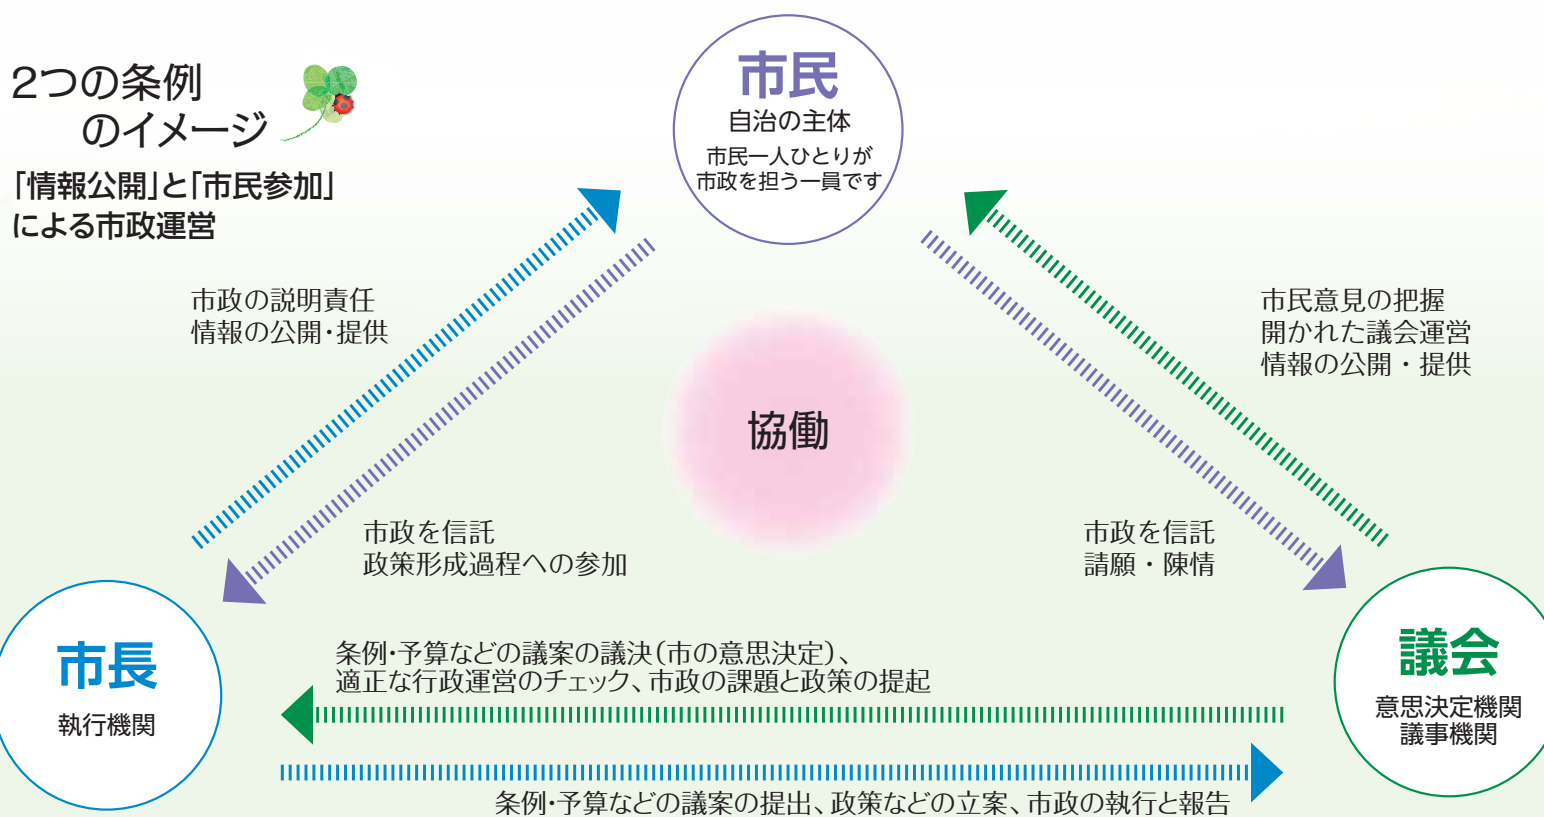 2つの条例
のイメージ
「情報公開」と「市民参加」
による市政運営
市民
自治の主体
市民一人ひとりが
市政を担う一員です
市政の説明責任
情報の公開・提供
市民意見の把握
開かれた議会運営
情報の公開・提供
協働
市政を信託
政策形成過程への参加
市政を信託
請願・陳情
市長
執行機関
条例・予算などの議案の議決(市の意思決定)、
適正な行政運営のチェック、市政の課題と政策の提起
議会
意思決定機関
議事機関
条例・予算などの議案の提出、政策などの立案、市政の執行と報告